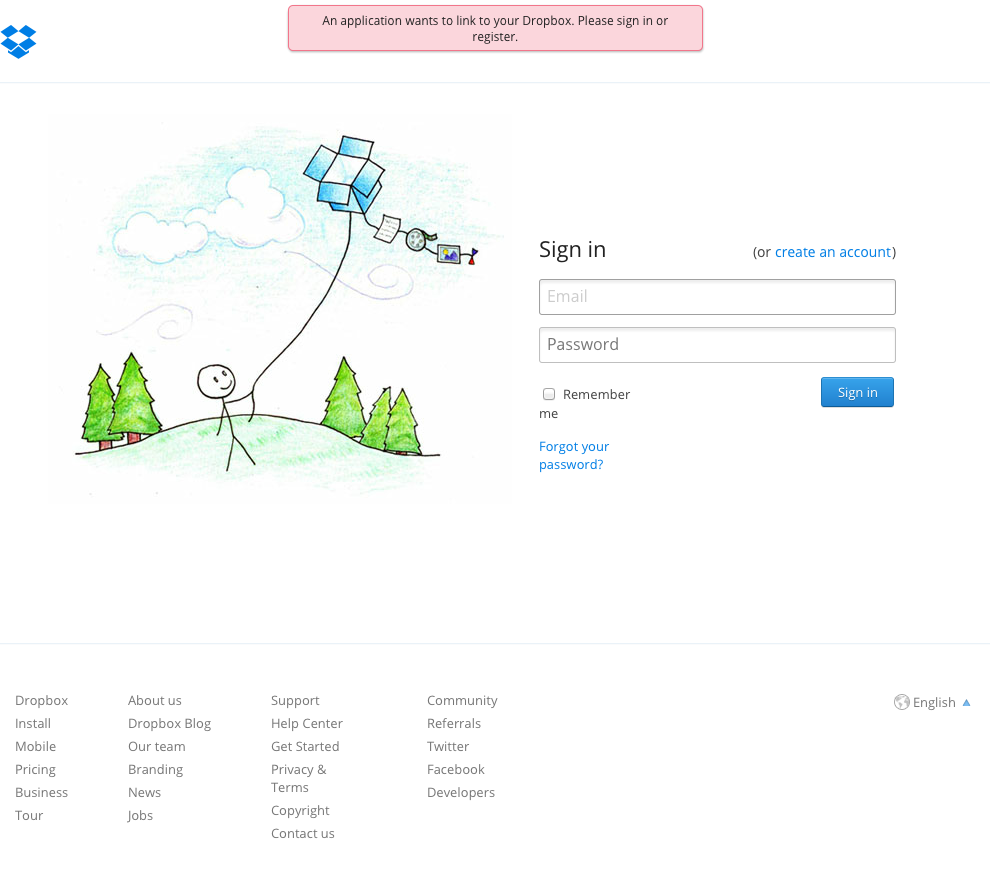 An application wants to link to your Dropbox. Please sign in or
register.
Sign in
(or create an account)
Email
Password
Remember
me
Sign in
Forgot your
password?
Dropbox
Install
Mobile
Pricing
Business
Tour
About us
Dropbox Blog
Our team
Branding
News
Jobs
Support
Help Center
Get Started
Privacy &
Terms
Copyright
Contact us
Community
Referrals
Twitter
Facebook
Developers
English